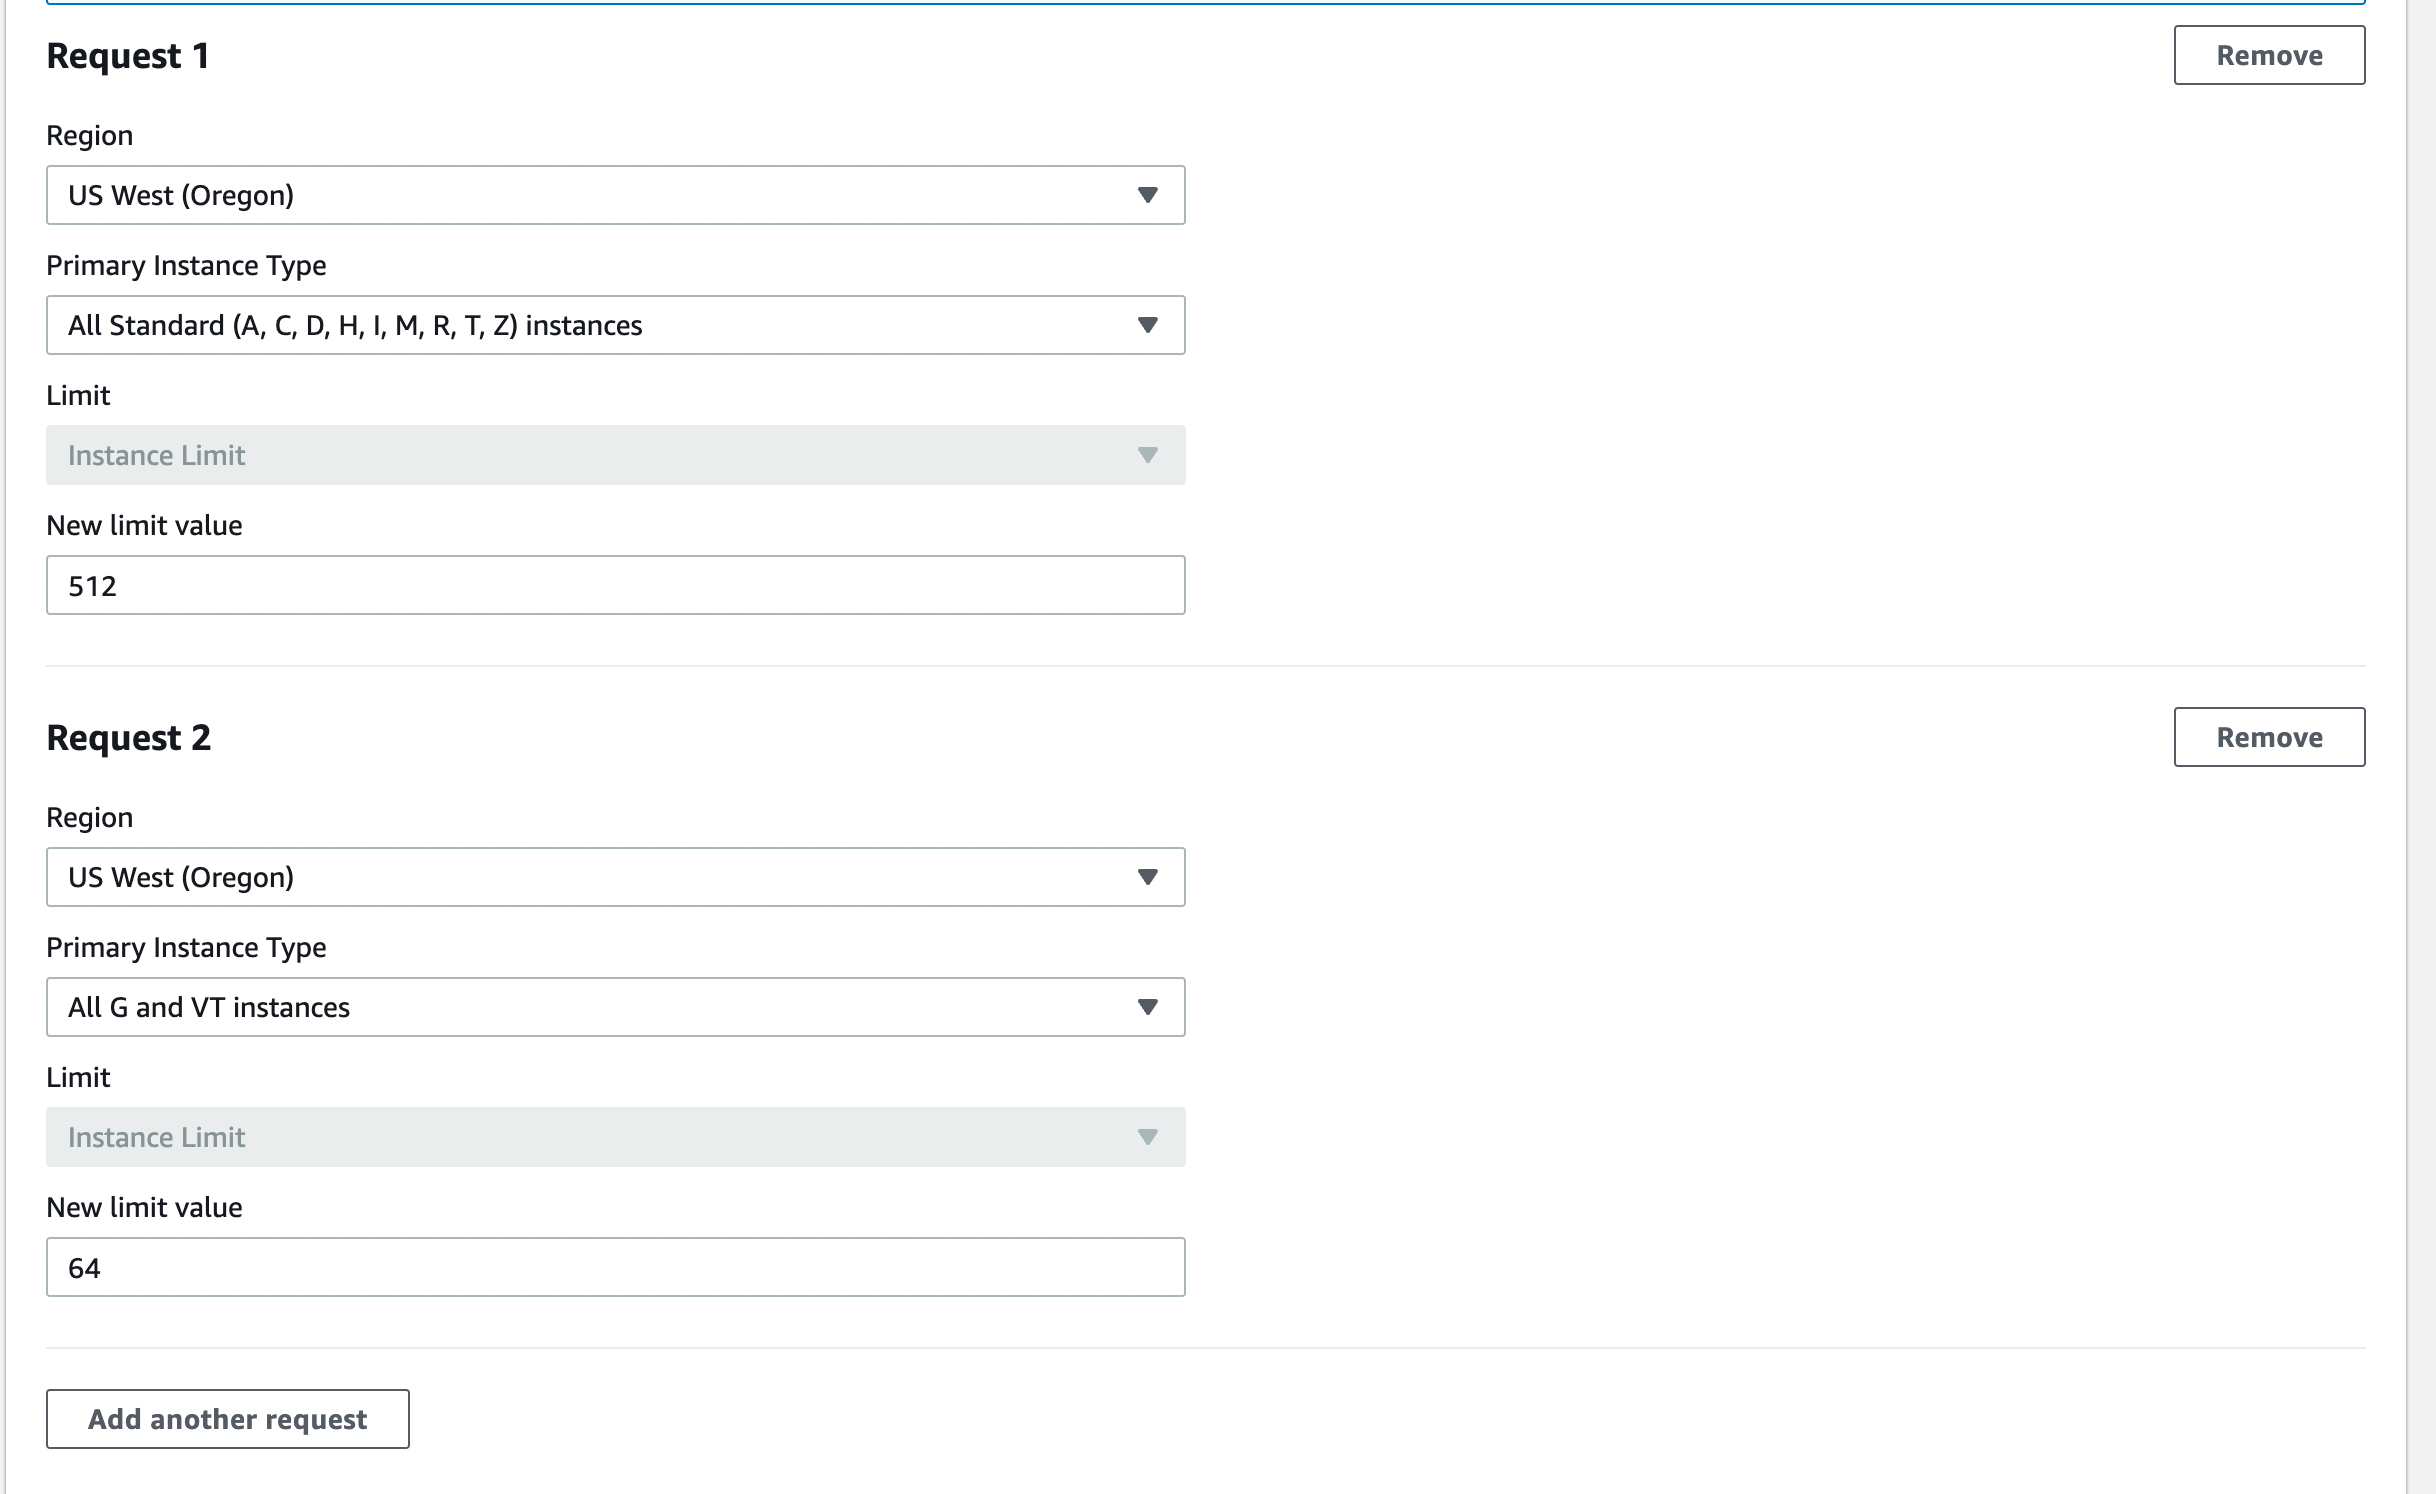 Request 1
Remove
Region
US West (Oregon)
Primary Instance Type
All Standard (A, C, D, H, I, M, R, T, Z) instances
Limit
Instance Limit
New limit value
512
Request 2
Remove
Region
US West (Oregon)
Primary Instance Type
All G and VT instances
Limit
Instance Limit
New limit value
64
Add another request